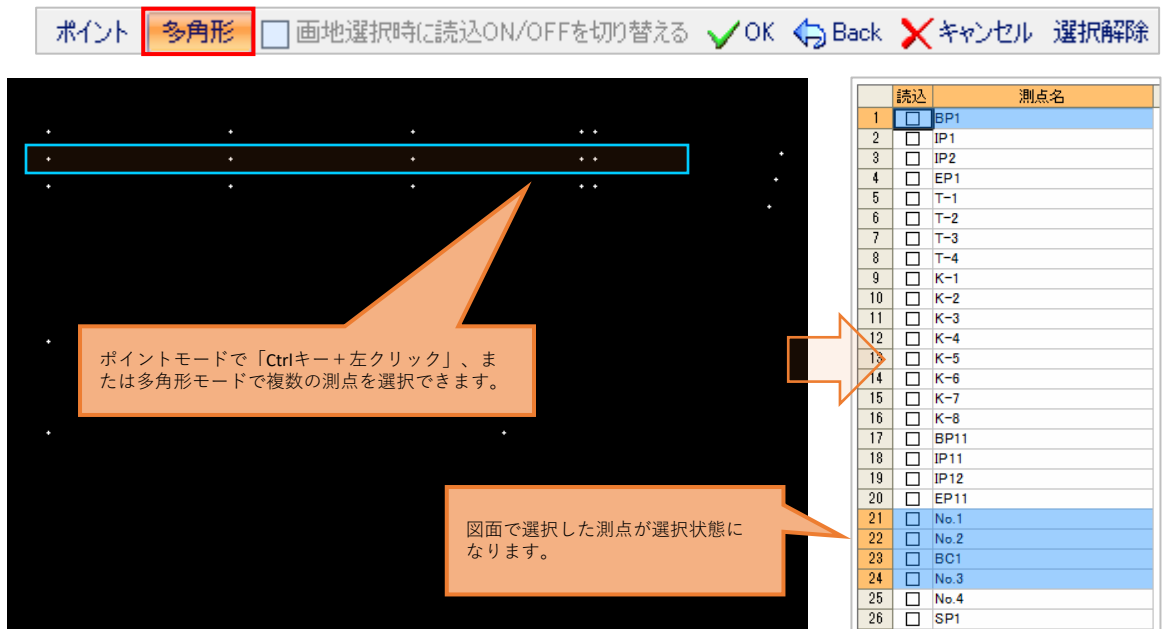 ポイント 多角形 画地選択時に読込ON/OFFを切り替える OK Back キャンセル 選択解除
ポイントモードで「Ctrlキー+左クリック」、ま
たは多角形モードで複数の測点を選択できます。
図面で選択した測点が選択状態に
なります。
読込 測点名
1 BP1
2 IP1
3 IP2
4 EP1
5 T-1
6 T-2
7 T-3
8 T-4
9 K-1
10 K-2
11 K-3
12 K-4
13 K-5
14 K-6
15 K-7
16 K-8
17 BP11
18 IP11
19 IP12
20 EP11
21 No.1
22 No.2
23 BC1
24 No.3
25 No.4
26 SP1